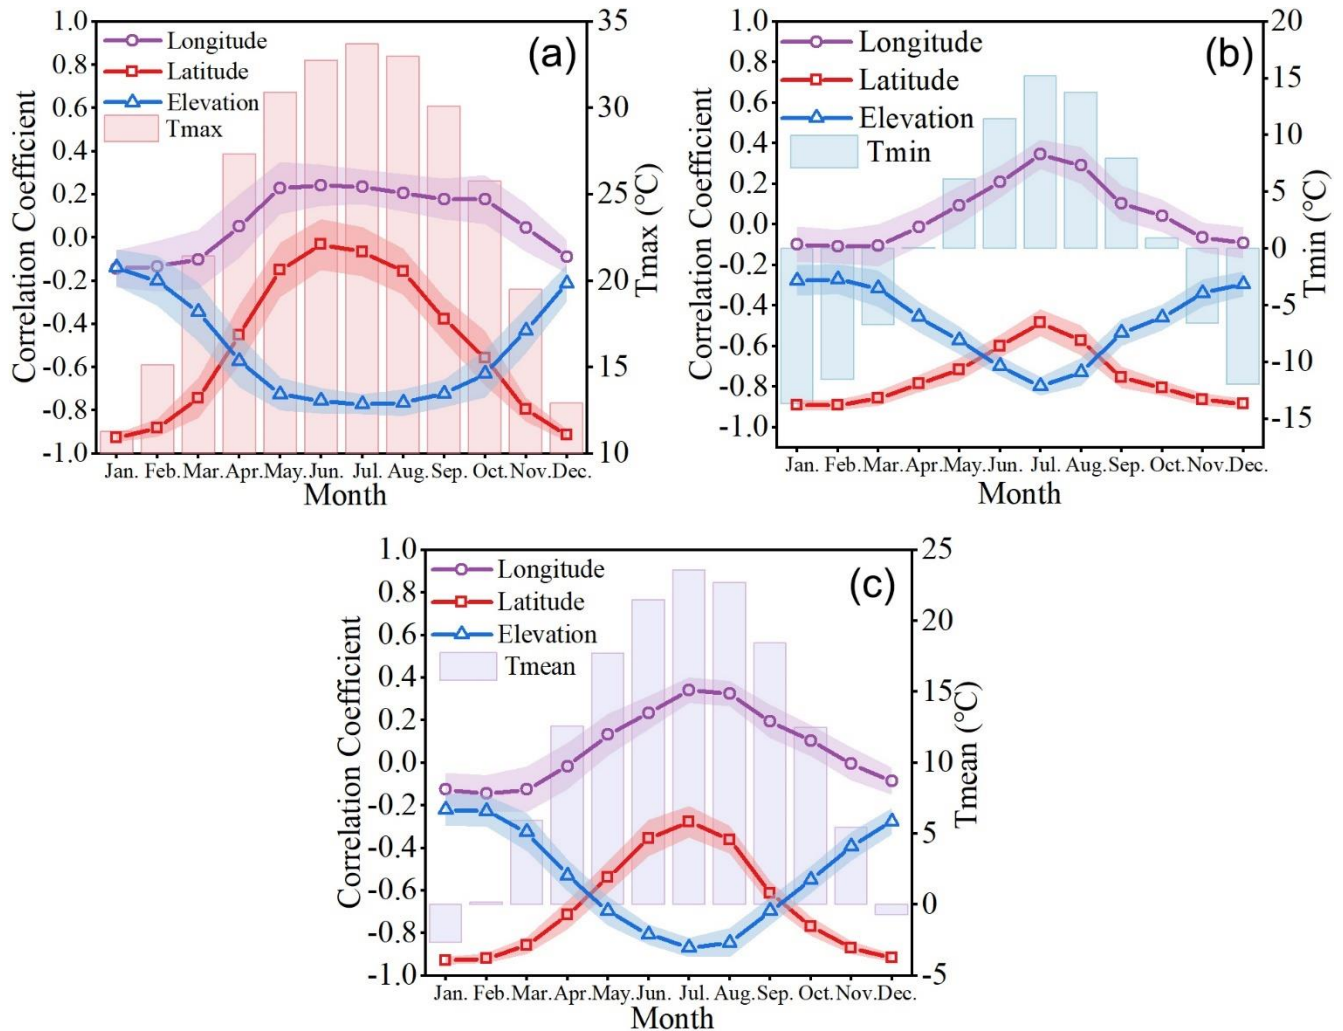 (a)
Longitude
Latitude
Elevation
Tmax
1.0
0.8
0.6
0.4
0.2
0.0
-0.2
-0.4
-0.6
-0.8
-1.0
Correlation Coefficient
35
30
25
20
15
10
Tmax (°C)
Jan. Feb. Mar. Apr. May. Jun. Jul. Aug. Sep. Oct. Nov. Dec.
Month
(b)
Longitude
Latitude
Elevation
Tmin
1.0
0.8
0.6
0.4
0.2
0.0
-0.2
-0.4
-0.6
-0.8
-1.0
Correlation Coefficient
20
15
10
5
0
-5
-10
-15
Tmin (°C)
Jan. Feb. Mar. Apr. May. Jun. Jul. Aug. Sep. Oct. Nov. Dec.
Month
(c)
Longitude
Latitude
Elevation
Tmean
1.0
0.8
0.6
0.4
0.2
0.0
-0.2
-0.4
-0.6
-0.8
-1.0
Correlation Coefficient
25
20
15
10
5
0
-5
Tmean (°C)
Jan. Feb. Mar. Apr. May. Jun. Jul. Aug. Sep. Oct. Nov. Dec.
Month